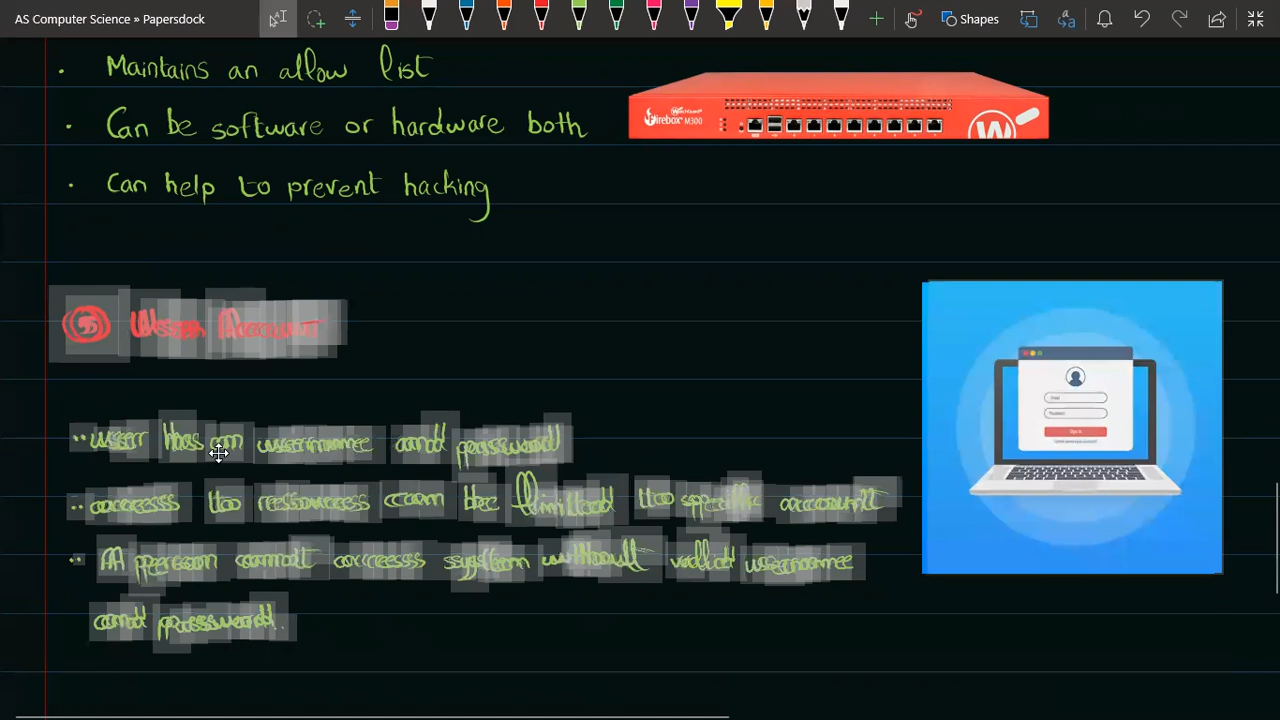 AS Computer Science » Papersdock
Shapes
· Maintains an allow list
· Can be software or hardware both
· Can help to prevent hacking
WatchGuard
Firebox M300
W
User Account
· user has an username and password
· access to resources can be limited to specific account
· A person cannot access system without valid username
and password.
Sign in